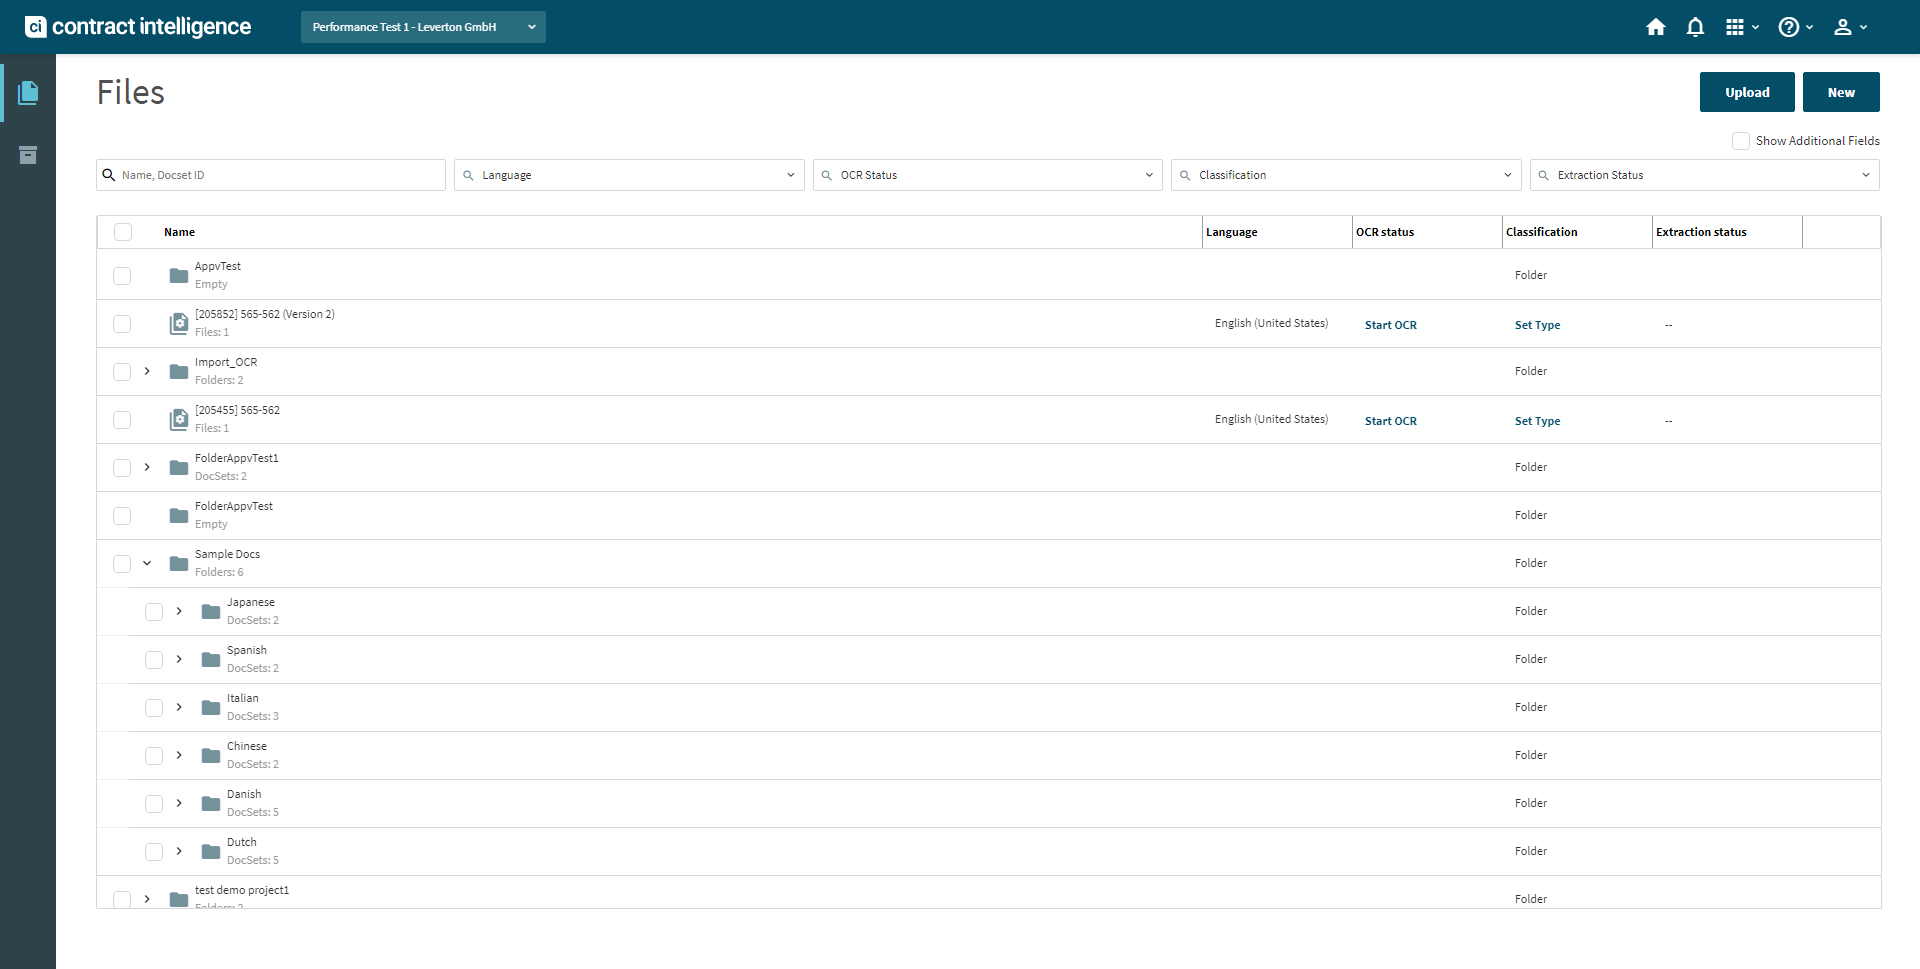 ci contract intelligence
Performance Test 1 - Leverton GmbH
Files
Upload
New
Show Additional Fields
Name, Docset ID
Language
OCR Status
Classification
Extraction Status
Name
Language
OCR status
Classification
Extraction status
AppvTest
Empty
Folder
[205852] 565-562 (Version 2)
Files: 1
English (United States)
Start OCR
Set Type
--
Import_OCR
Folders: 2
Folder
[205455] 565-562
Files: 1
English (United States)
Start OCR
Set Type
--
FolderAppvTest1
DocSets: 2
Folder
FolderAppvTest
Empty
Folder
Sample Docs
Folders: 6
Folder
Japanese
DocSets: 2
Folder
Spanish
DocSets: 2
Folder
Italian
DocSets: 3
Folder
Chinese
DocSets: 2
Folder
Danish
DocSets: 5
Folder
Dutch
DocSets: 5
Folder
test demo project1
Folders:
Folder